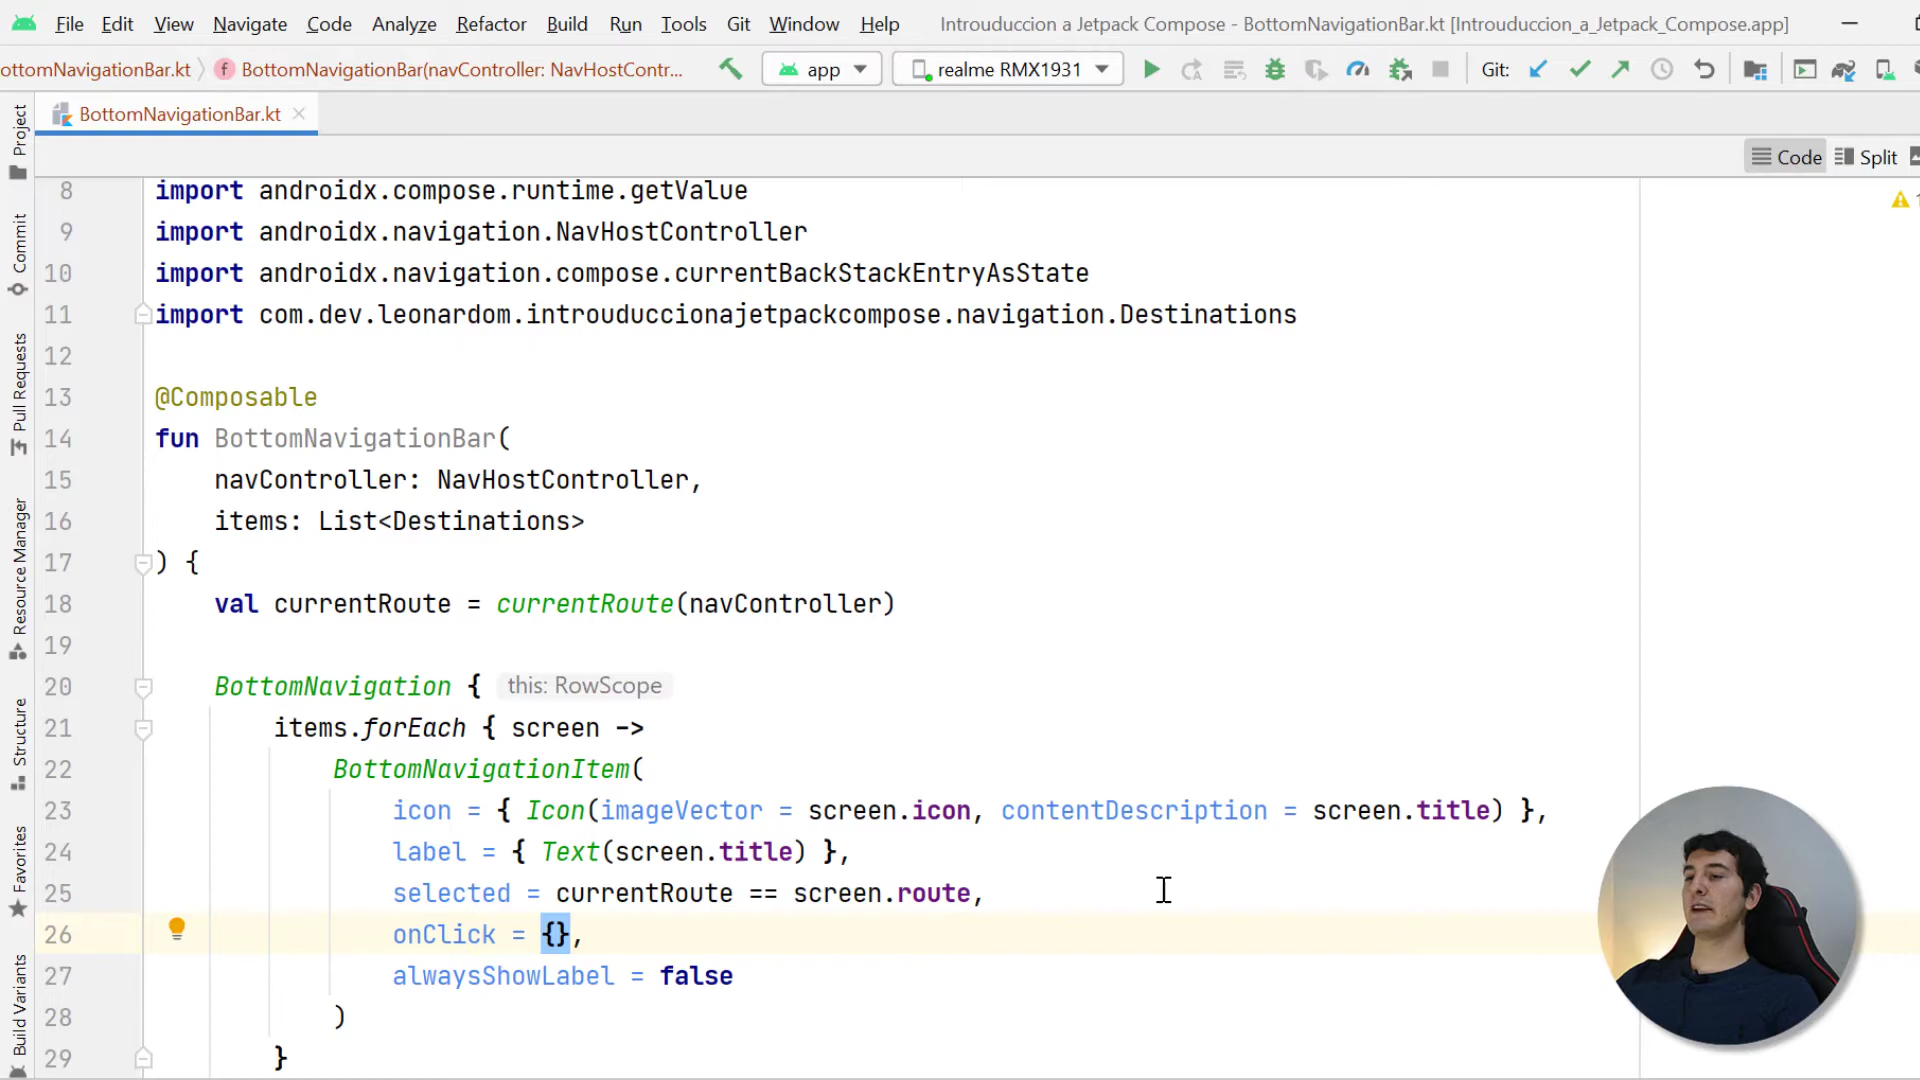 File Edit View Navigate Code Analyze Refactor Build Run Tools Git Window Help Introuduccion a Jetpack Compose - BottomNavigationBar.kt [Introuduccion_a_Jetpack_Compose.app]
ottomNavigationBar.kt BottomNavigationBar(navController: NavHostContr... app realme RMX1931 Git:
BottomNavigationBar.kt
Code Split
Project
Commit
Pull Requests
Resource Manager
Structure
Favorites
Build Variants
8 import androidx.compose.runtime.getValue
9 import androidx.navigation.NavHostController
10 import androidx.navigation.compose.currentBackStackEntryAsState
11 import com.dev.leonardom.introuduccionajetpackcompose.navigation.Destinations
12
13 @Composable
14 fun BottomNavigationBar(
15 navController: NavHostController,
16 items: List<Destinations>
17 ) {
18 val currentRoute = currentRoute(navController)
19
20 BottomNavigation { this: RowScope
21 items.forEach { screen ->
22 BottomNavigationItem(
23 icon = { Icon(imageVector = screen.icon, contentDescription = screen.title) },
24 label = { Text(screen.title) },
25 selected = currentRoute == screen.route,
26 onClick = {},
27 alwaysShowLabel = false
28 )
29 }